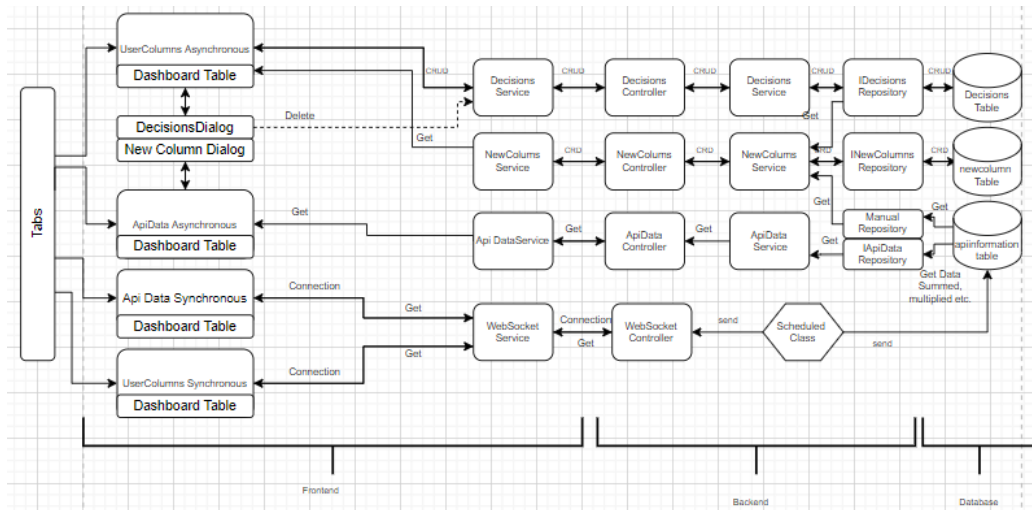 UserColumns Asynchronous
Dashboard Table
DecisionsDialog
New Column Dialog
ApiData Asynchronous
Dashboard Table
Api Data Synchronous
Dashboard Table
UserColumns Synchronous
Dashboard Table
Tabs
Delete
Get
Get
Connection
Get
Get
Connection
CRUD
Decisions
Service
CRUD
Decisions
Controller
CRUD
Decisions
Service
CRUD
IDecisions
Repository
CRUD
Decisions
Table
Get
NewColums
Service
CRD
NewColums
Controller
CRD
NewColums
Service
CRD
INewColumns
Repository
CRD
newcolumn
Table
Get
Manual
Repository
Get
Api DataService
Get
ApiData
Controller
Get
ApiData
Service
Get
IApiData
Repository
apiinformation
table
Get Data
Summed,
multiplied etc.
WebSocket
Service
Connection
Get
WebSocket
Controller
send
Scheduled
Class
send
Frontend
Backend
Database